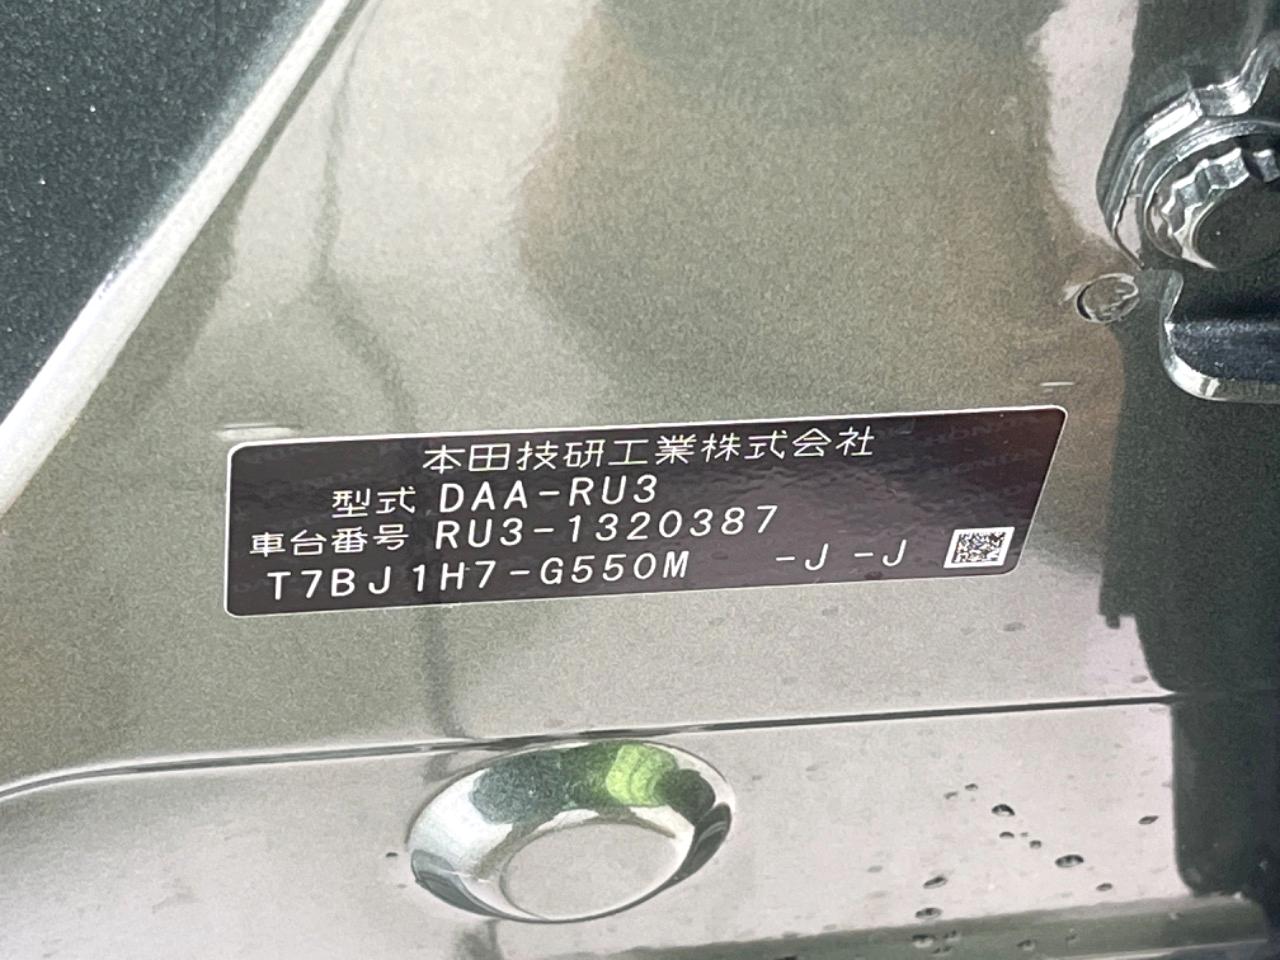 本田技研工業株式会社
型式 DAA-RU3
車台番号 RU3-1320387
T7BJ1H7-G550M -J -J